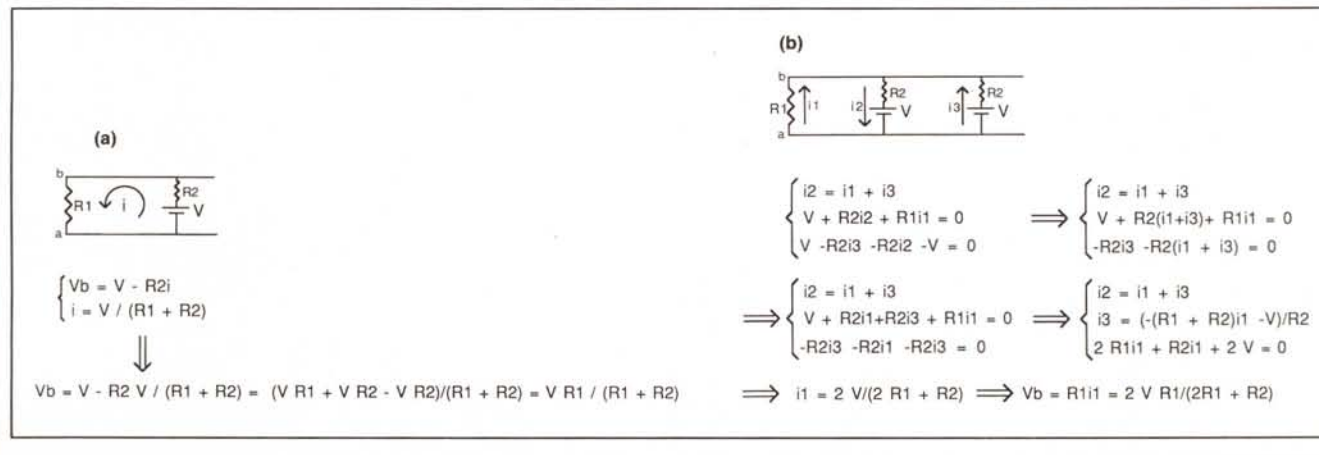 (a)
b
R1
i
R2
V
a
Vb = V - R2i
i = V / (R1 + R2)
Vb = V - R2 V / (R1 + R2) = (V R1 + V R2 - V R2)/(R1 + R2) = V R1 / (R1 + R2)
(b)
b
R1
i1
i2
R2
V
i3
R2
V
a
i2 = i1 + i3
V + R2i2 + R1i1 = 0
V -R2i3 -R2i2 -V = 0
⟹
i2 = i1 + i3
V + R2(i1+i3)+ R1i1 = 0
-R2i3 -R2(i1 + i3) = 0
⟹
i2 = i1 + i3
V + R2i1+R2i3 + R1i1 = 0
-R2i3 -R2i1 -R2i3 = 0
⟹
i2 = i1 + i3
i3 = (-(R1 + R2)i1 -V)/R2
2 R1i1 + R2i1 + 2 V = 0
⟹ i1 = 2 V/(2 R1 + R2) ⟹ Vb = R1i1 = 2 V R1/(2R1 + R2)